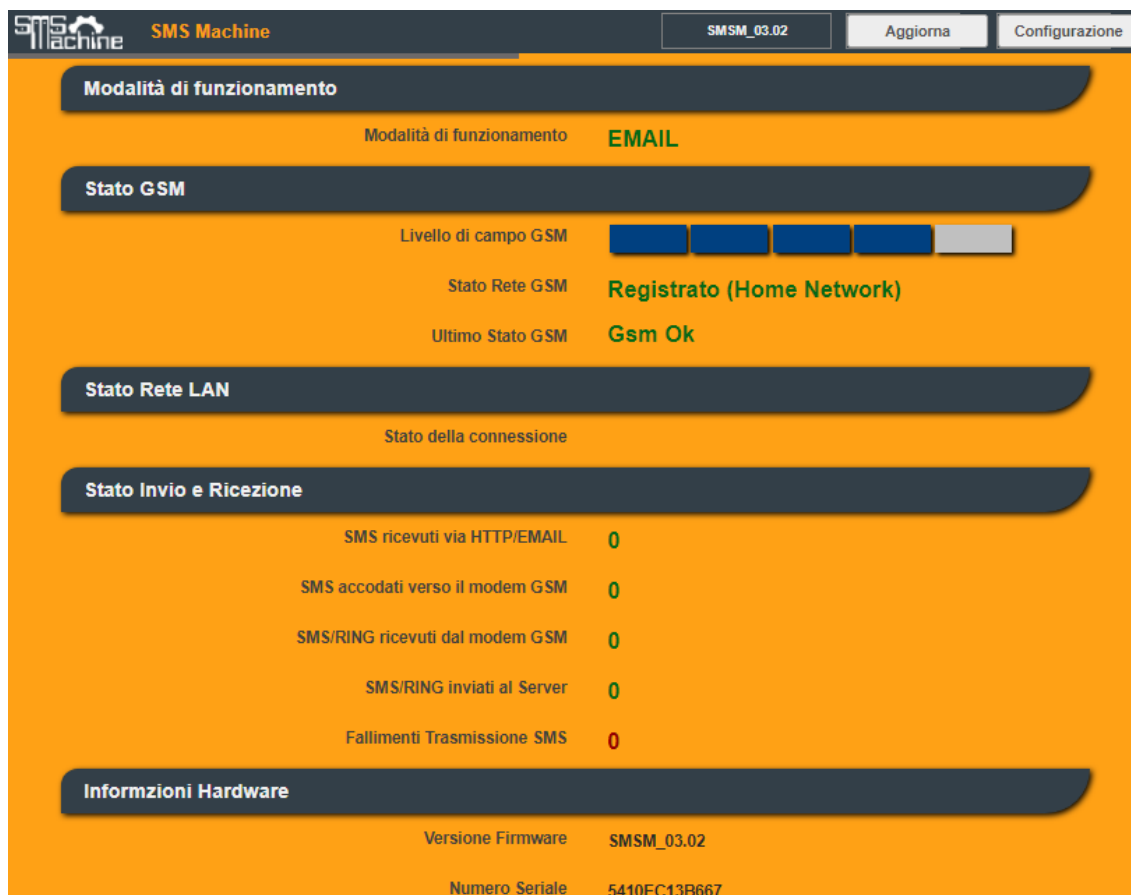 SMS Machine SMS Machine SMSM_03.02 Aggiorna Configurazione
Modalità di funzionamento
Modalità di funzionamento EMAIL
Stato GSM
Livello di campo GSM
Stato Rete GSM Registrato (Home Network)
Ultimo Stato GSM Gsm Ok
Stato Rete LAN
Stato della connessione
Stato Invio e Ricezione
SMS ricevuti via HTTP/EMAIL 0
SMS accodati verso il modem GSM 0
SMS/RING ricevuti dal modem GSM 0
SMS/RING inviati al Server 0
Fallimenti Trasmissione SMS 0
Informzioni Hardware
Versione Firmware SMSM_03.02
Numero Seriale 5410EC13B667